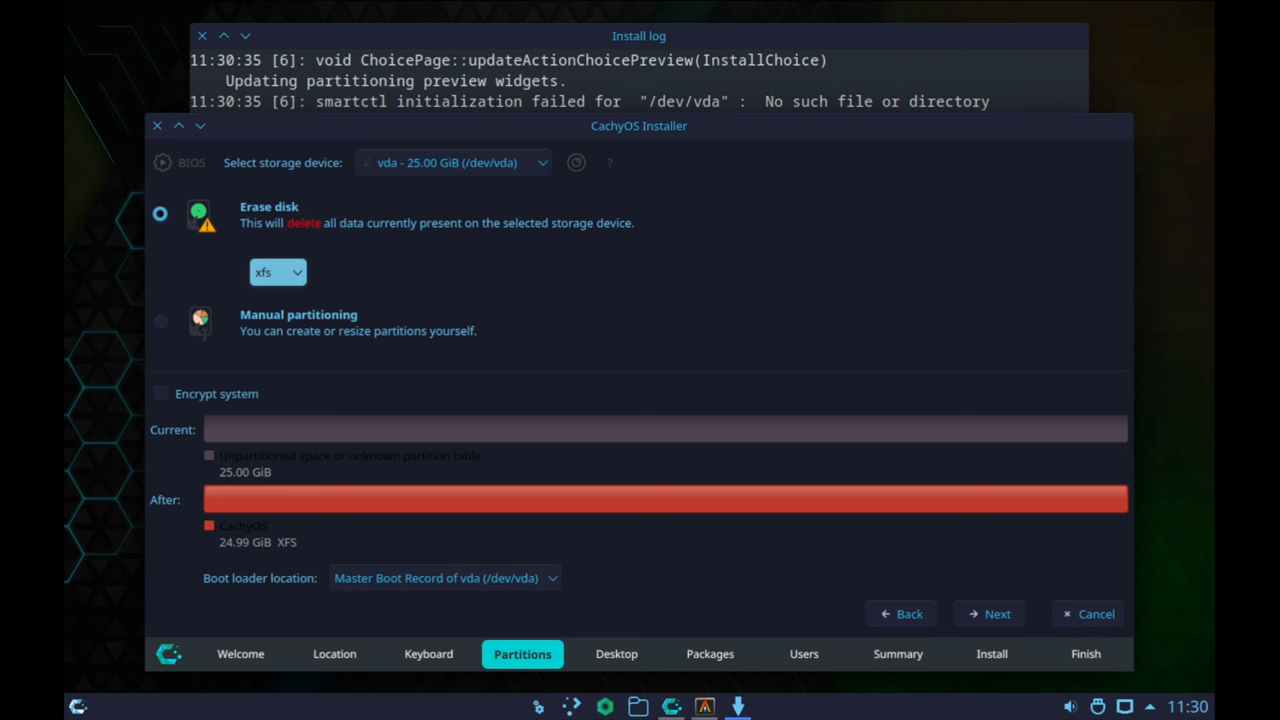 Install log
11:30:35 [6]: void ChoicePage::updateActionChoicePreview(InstallChoice)
Updating partitioning preview widgets.
11:30:35 [6]: smartctl initialization failed for "/dev/vda" : No such file or directory
CachyOS Installer
BIOS Select storage device: vda - 25.00 GiB (/dev/vda) ?
Erase disk
This will delete all data currently present on the selected storage device.
xfs
Manual partitioning
You can create or resize partitions yourself.
Encrypt system
Current:
Unpartitioned space or unknown partition table
25.00 GiB
After:
CachyOS
24.99 GiB XFS
Boot loader location: Master Boot Record of vda (/dev/vda)
Back Next Cancel
Welcome Location Keyboard Partitions Desktop Packages Users Summary Install Finish
11:30